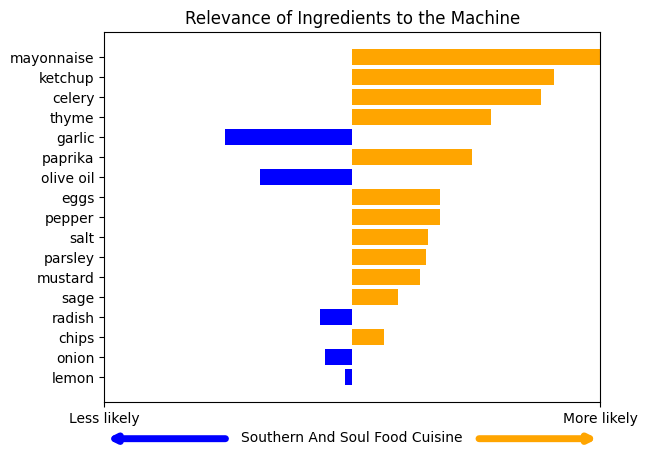 Relevance of Ingredients to the Machine
mayonnaise
ketchup
celery
thyme
garlic
paprika
olive oil
eggs
pepper
salt
parsley
mustard
sage
radish
chips
onion
lemon
Less likely
More likely
Southern And Soul Food Cuisine